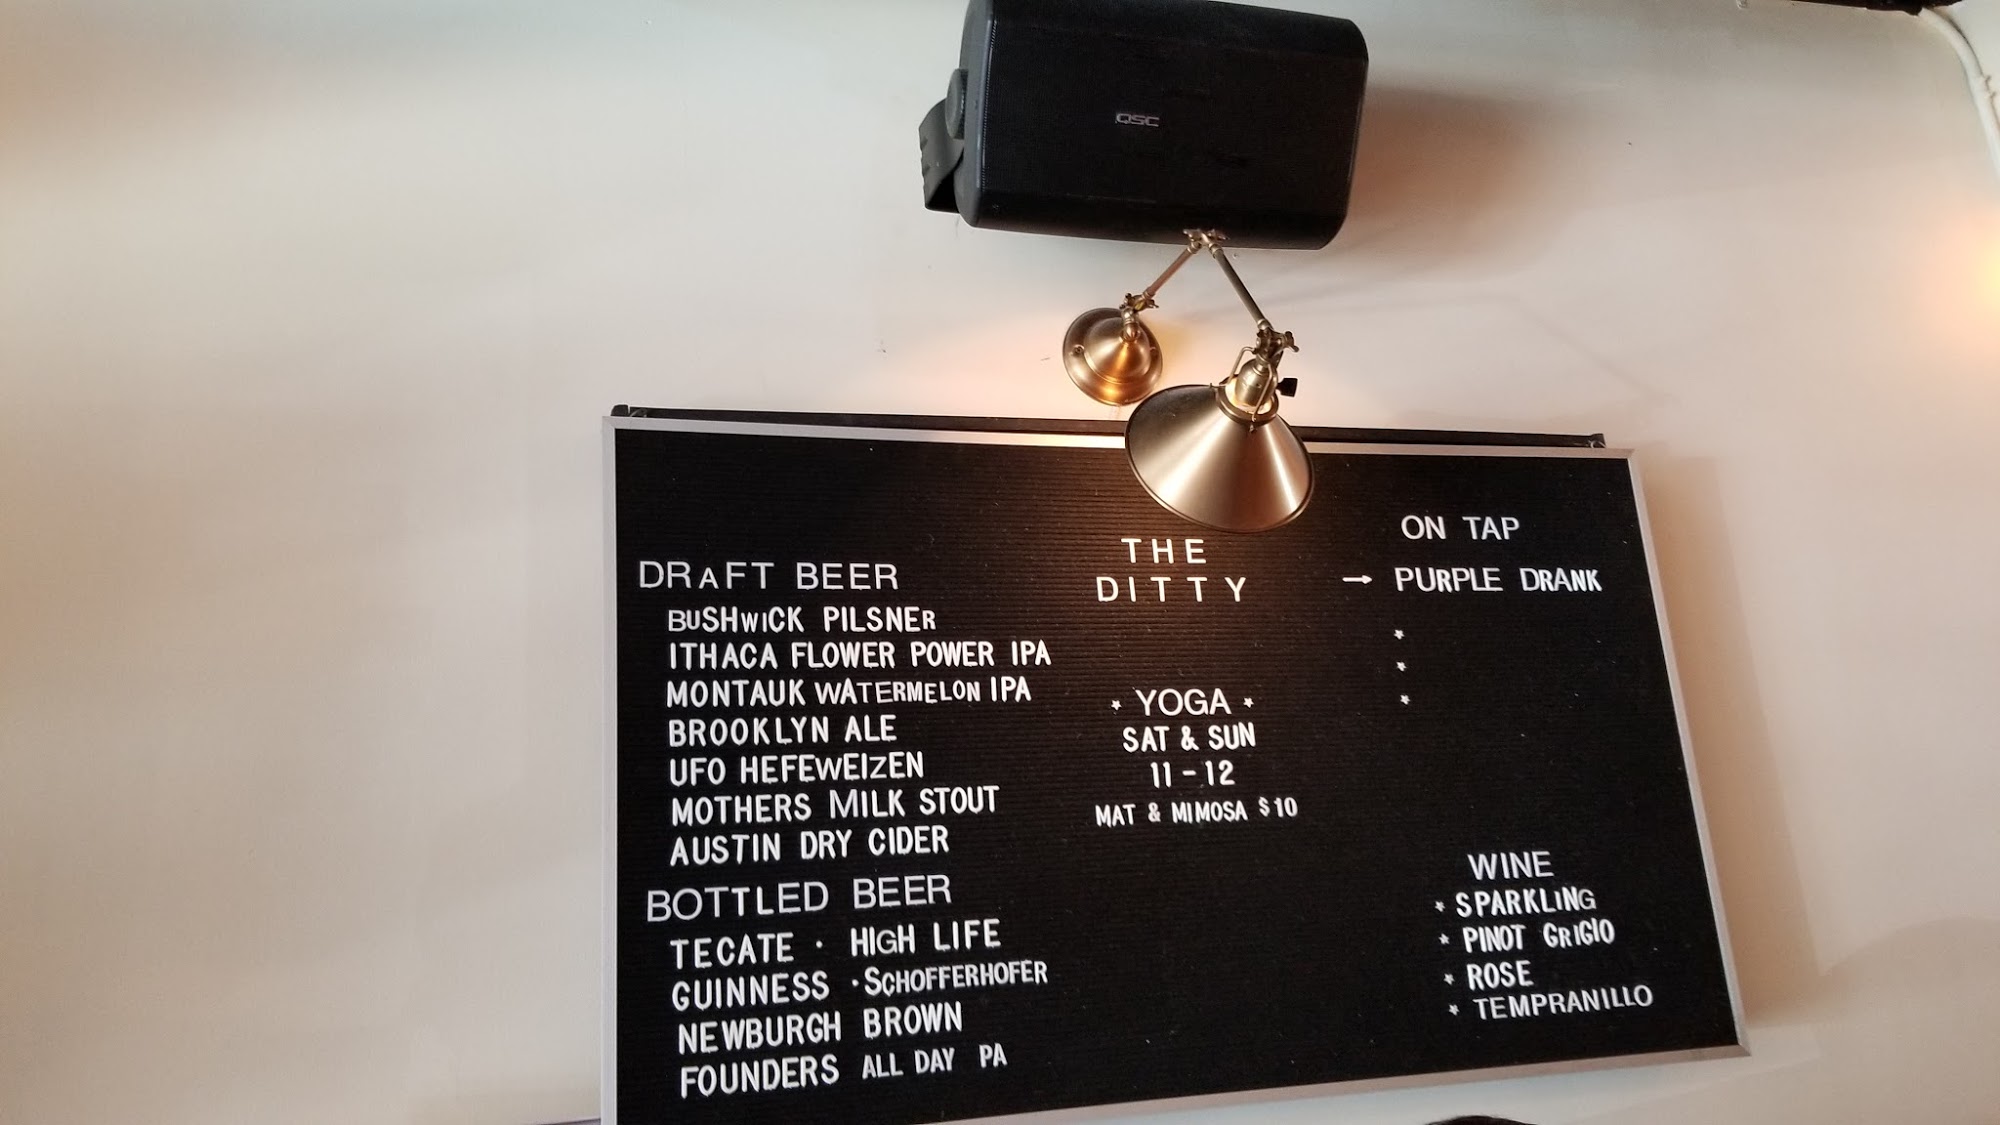 QSC
THE
DITTY
DRAFT BEER
BUSHWICK PILSNER
ITHACA FLOWER POWER IPA
MONTAUK WATERMELON IPA
BROOKLYN ALE
UFO HEFEWEIZEN
MOTHERS MILK STOUT
AUSTIN DRY CIDER
BOTTLED BEER
TECATE · HIGH LIFE
GUINNESS · SCHOFFERHOFER
NEWBURGH BROWN
FOUNDERS ALL DAY PA
* YOGA *
SAT & SUN
11 - 12
MAT & MIMOSA $10
ON TAP
→ PURPLE DRANK
*
*
*
WINE
* SPARKLING
* PINOT GRIGIO
* ROSE
* TEMPRANILLO